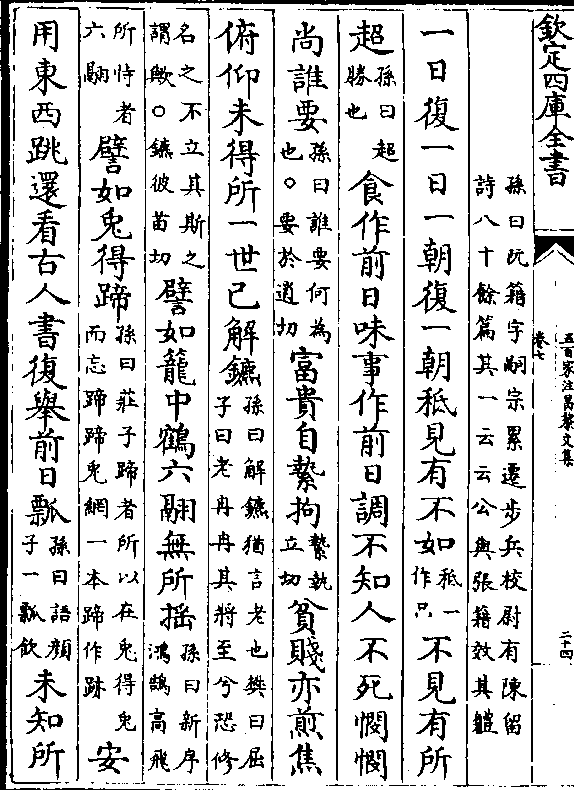 欽定四庫全書
五百家注昌黎文集
卷七
二十四
孫曰阮籍字嗣宗累遷步兵校尉有陳留
詩八十餘篇其一云云公與張籍效其體
一日復一日一朝復一朝秪見有不如秪一作只不見有所
超孫曰超勝也食作前日味事作前日調不知人不死憫憫
尚誰要孫曰誰要何為也○要於逍切富貴自縶拘縶執立切貧賤亦煎焦
俯仰未得所一世已解鑣孫曰解鑣猶言老也樊曰屈子曰老冉冉其將至兮恐修
名之不立其斯之謂歟○鑣彼苗切譬如籠中鶴六翮無所摇孫曰新序鴻鵠高飛
所恃者六翮譬如兎得蹄孫曰莊子蹄者所以在兎得兎而忘蹄蹄兎網一本蹄作跡安
用東西跳還看古人書復舉前日瓢孫曰語顔子一瓢飲未知所